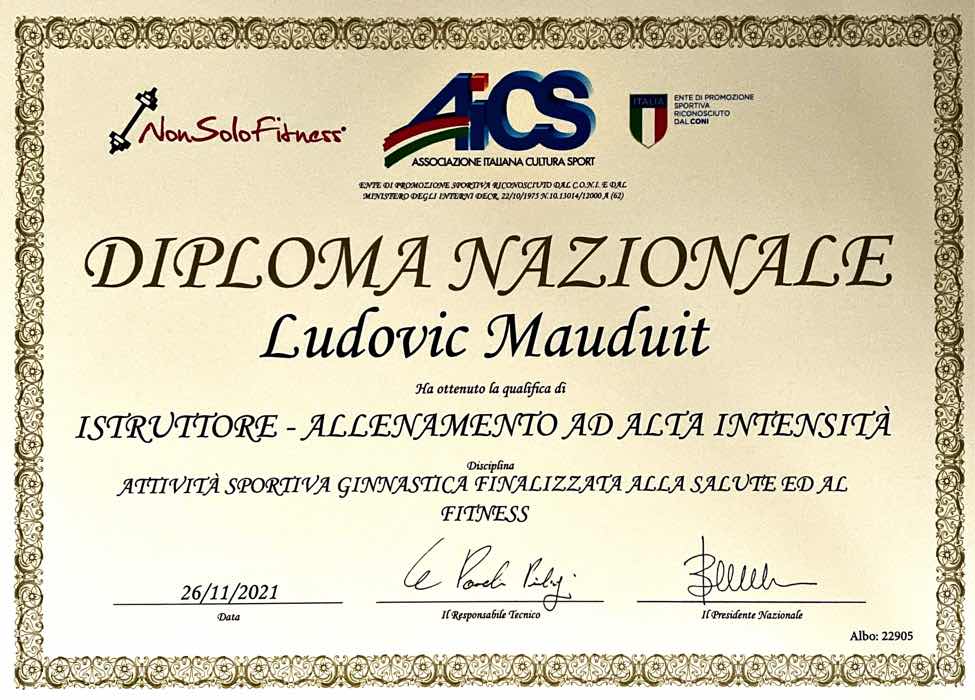 NonSoloFitness
AiCS
ASSOCIAZIONE ITALIANA CULTURA SPORT
ITALIA
ENTE DI PROMOZIONE
SPORTIVA
RICONOSCIUTO
DAL CONI
ENTE DI PROMOZIONE SPORTIVA RICONOSCIUTO DAL C.O.N.I. E DAL
MINISTERO DEGLI INTERNI DECR. 22/10/1975 N.10.13014/12000 A (62)
DIPLOMA NAZIONALE
Ludovic Mauduit
Ha ottenuto la qualifica di
ISTRUTTORE - ALLENAMENTO AD ALTA INTENSITÀ
Disciplina
ATTIVITÀ SPORTIVA GINNASTICA FINALIZZATA ALLA SALUTE ED AL
FITNESS
26/11/2021
Data
Il Responsabile Tecnico
Il Presidente Nazionale
Albo: 22905